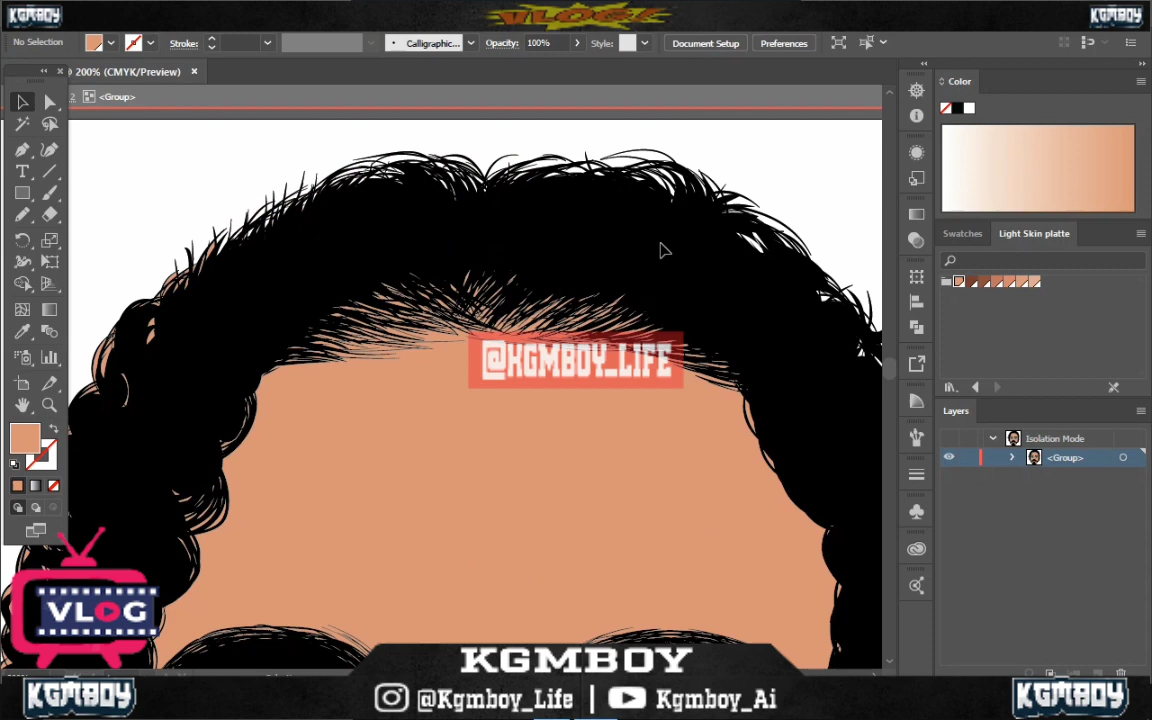 KGMBOY
VLOG!
KGMBOY
No Selection
Stroke:
Calligraphic...
Opacity: 100%
Style:
Document Setup
Preferences
@ 200% (CMYK/Preview)
<Group>
Color
Swatches
Light Skin platte
@KGMBOY_LIFE
Layers
Isolation Mode
<Group>
VLOG
KGMBOY
@Kgmboy_Life | Kgmboy_Ai
KGMBOY
KGMBOY